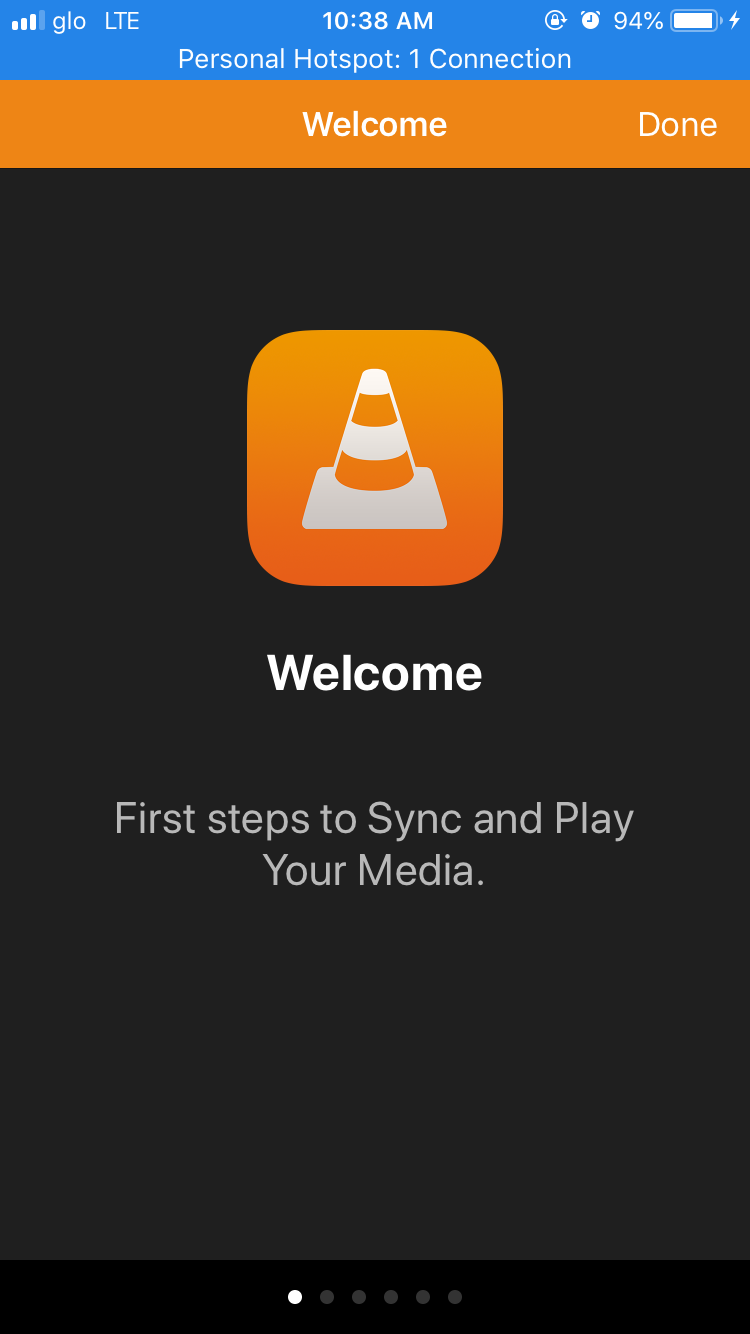 glo LTE 10:38 AM 94%
Personal Hotspot: 1 Connection
Welcome Done
Welcome
First steps to Sync and Play
Your Media.